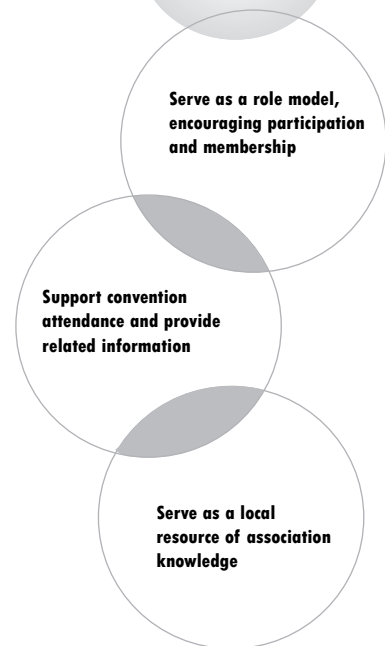 Serve as a role model,
encouraging participation
and membership
Support convention
attendance and provide
related information
Serve as a local
resource of association
knowledge